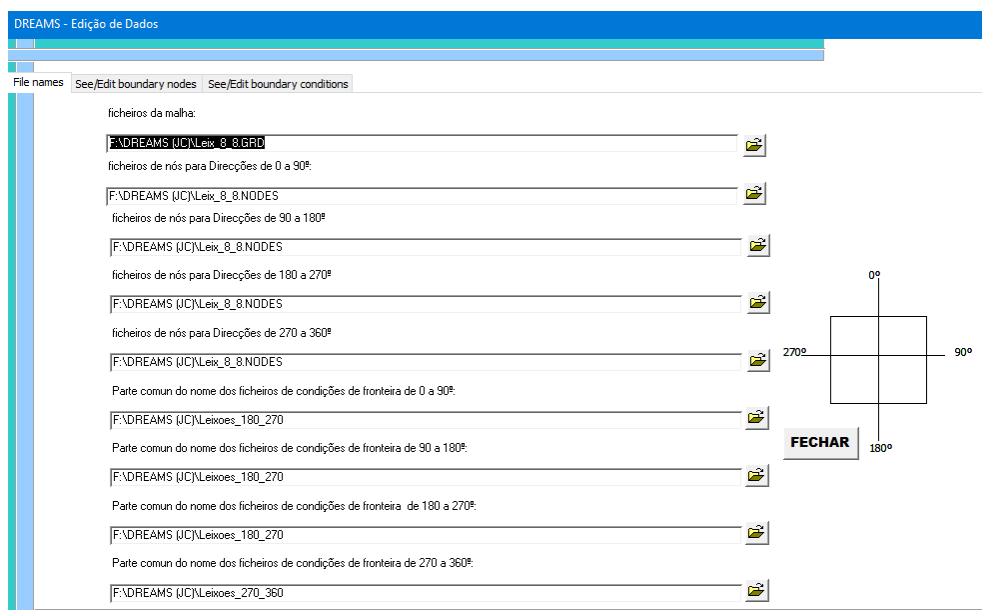 DREAMS - Edição de Dados
File names See/Edit boundary nodes See/Edit boundary conditions
ficheiros da malha:
F:\DREAMS (JC)\Leix_8_8.GRD
ficheiros de nós para Direcções de 0 a 90º:
F:\DREAMS (JC)\Leix_8_8.NODES
ficheiros de nós para Direcções de 90 a 180º
F:\DREAMS (JC)\Leix_8_8.NODES
ficheiros de nós para Direcções de 180 a 270º
F:\DREAMS (JC)\Leix_8_8.NODES
ficheiros de nós para Direcções de 270 a 360º
F:\DREAMS (JC)\Leix_8_8.NODES
Parte comun do nome dos ficheiros de condições de fronteira de 0 a 90º:
F:\DREAMS (JC)\Leixoes_180_270
Parte comun do nome dos ficheiros de condições de fronteira de 90 a 180º:
F:\DREAMS (JC)\Leixoes_180_270
Parte comun do nome dos ficheiros de condições de fronteira de 180 a 270º:
F:\DREAMS (JC)\Leixoes_180_270
Parte comun do nome dos ficheiros de condições de fronteira de 270 a 360º:
F:\DREAMS (JC)\Leixoes_270_360
0º
270º
90º
180º
FECHAR